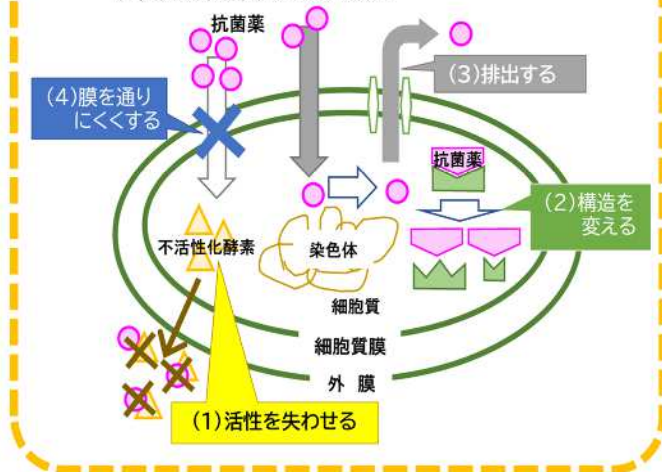 抗菌薬
(3)排出する
(4)膜を通り
にくくする
抗菌薬
(2)構造を
変える
不活性化酵素
染色体
細胞質
細胞質膜
外 膜
(1)活性を失わせる